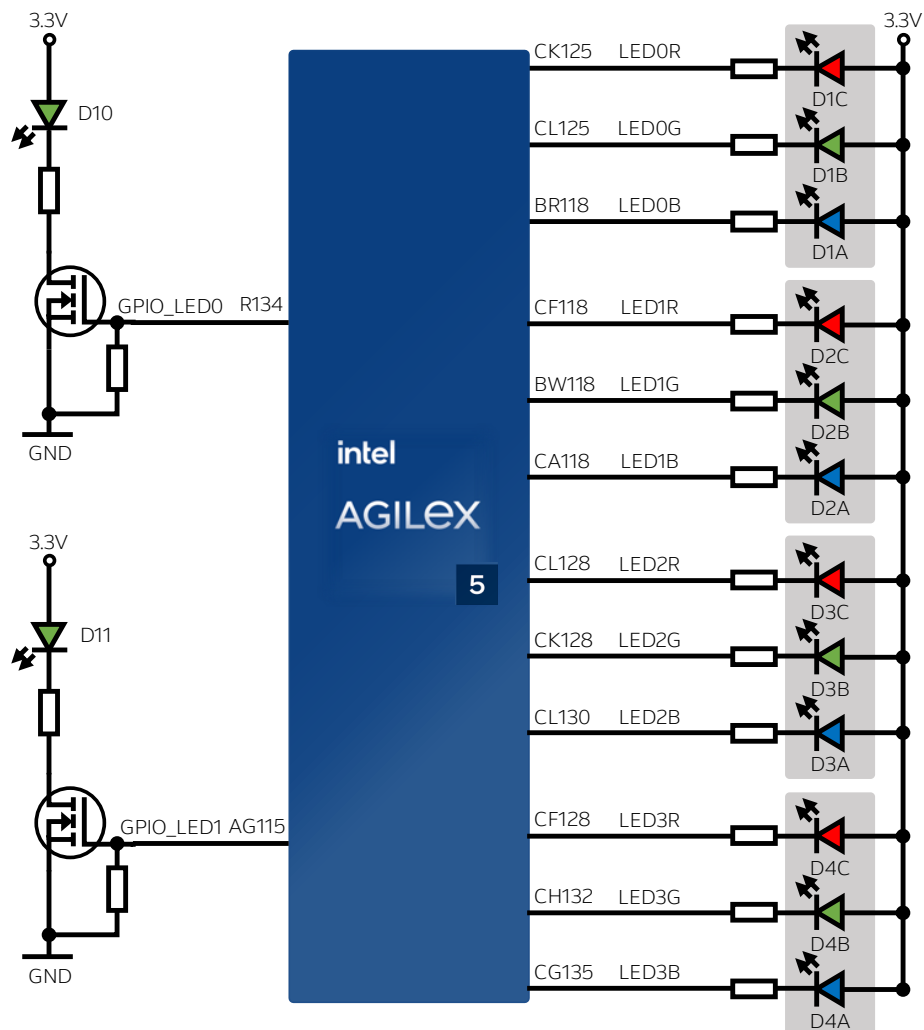 3.3V
D10
GPIO_LED0 R134
GND
3.3V
D11
GPIO_LED1 AG115
GND
intel
AGILEX
5
3.3V
CK125 LED0R
D1C
CL125 LED0G
D1B
BR118 LED0B
D1A
CF118 LED1R
D2C
BW118 LED1G
D2B
CA118 LED1B
D2A
CL128 LED2R
D3C
CK128 LED2G
D3B
CL130 LED2B
D3A
CF128 LED3R
D4C
CH132 LED3G
D4B
CG135 LED3B
D4A